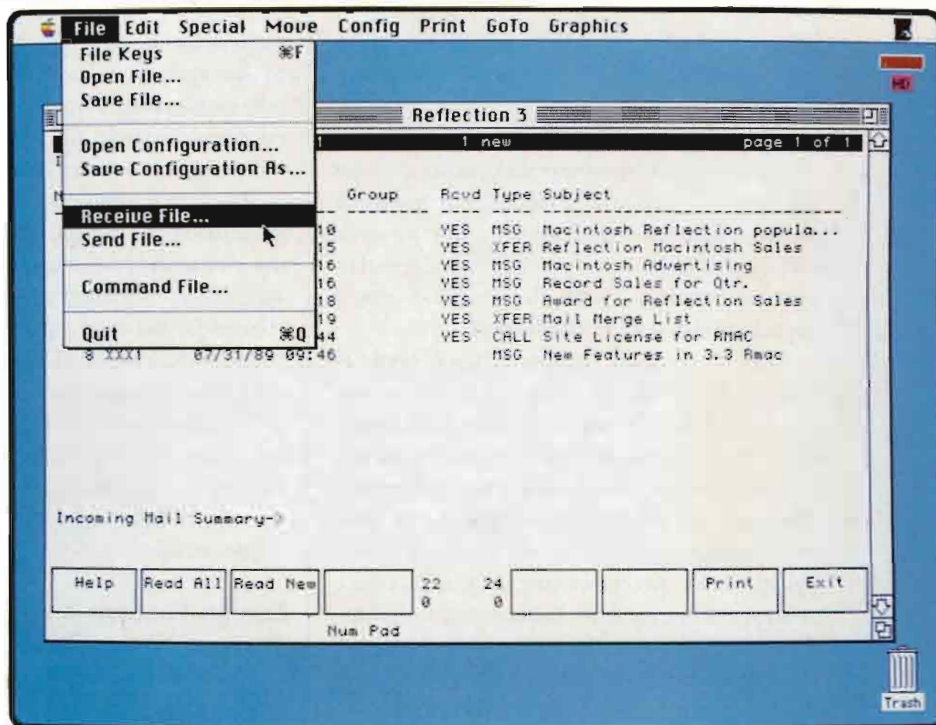 File Edit Special Move Config Print GoTo Graphics
File Keys ⌘F
Open File...
Save File...
Open Configuration...
Save Configuration As...
Receive File...
Send File...
Command File...
Quit ⌘Q
HD
Reflection 3
1 new page 1 of 1
Group Rcvd Type Subject
10 YES MSG Macintosh Reflection popula...
15 YES XFER Reflection Macintosh Sales
16 YES MSG Macintosh Advertising
16 YES MSG Record Sales for Qtr.
18 YES MSG Award for Reflection Sales
19 YES XFER Mail Merge List
44 YES CALL Site License for RMAC
8 XXX1 07/31/89 09:46 MSG New Features in 3.3 Rmac
Incoming Mail Summary->
Help Read All Read New 22 24 Print Exit
0 0
Num Pad
Trash